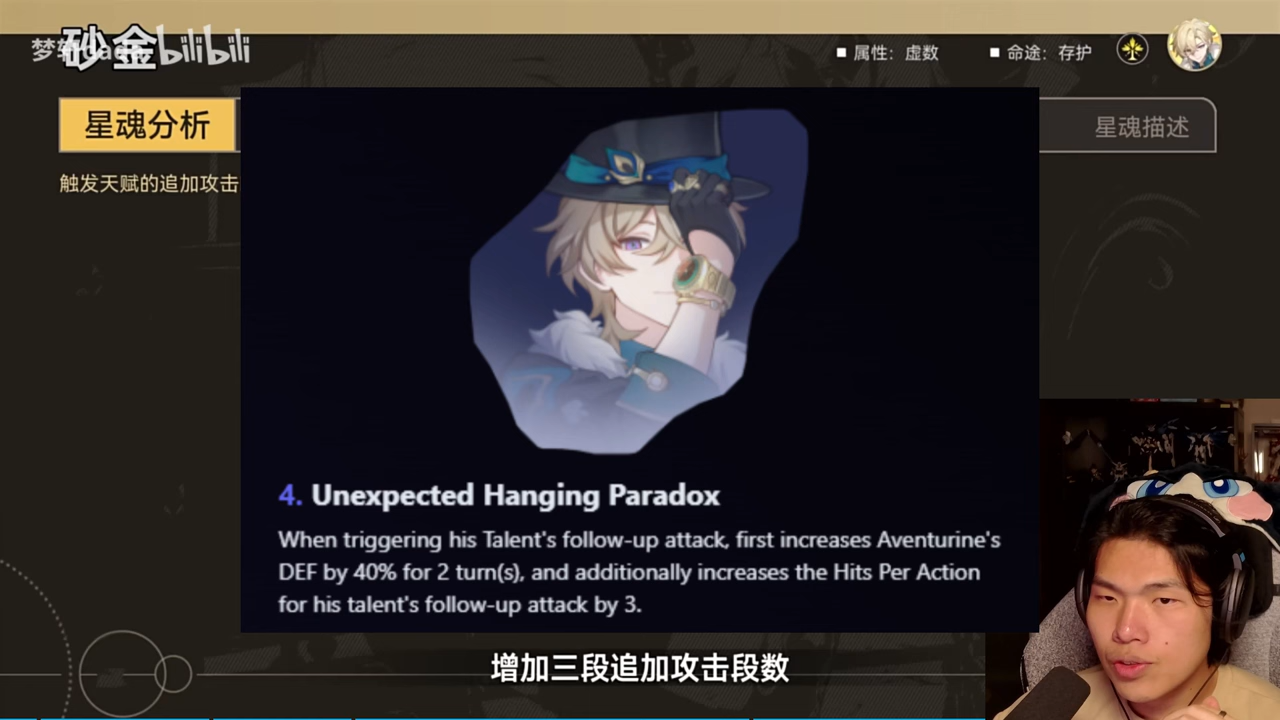 砂金
bilibili
属性：虚数
命途：存护
星魂分析
星魂描述
触发天赋的追加攻击
4. Unexpected Hanging Paradox
When triggering his Talent's follow-up attack, first increases Aventurine's
DEF by 40% for 2 turn(s), and additionally increases the Hits Per Action
for his talent's follow-up attack by 3.
增加三段追加攻击段数